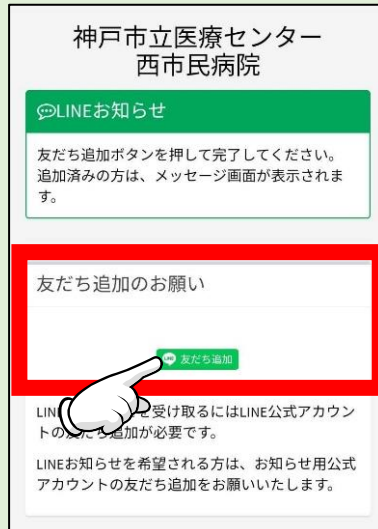 神戸市立医療センター
西市民病院
LINEお知らせ
友だち追加ボタンを押して完了してください。
追加済みの方は、メッセージ画面が表示されま
す。
友だち追加のお願い
LINE 友だち追加
LINE を受け取るにはLINE公式アカウン
トの友だち追加が必要です。
LINEお知らせを希望される方は、お知らせ用公式
アカウントの友だち追加をお願いいたします。